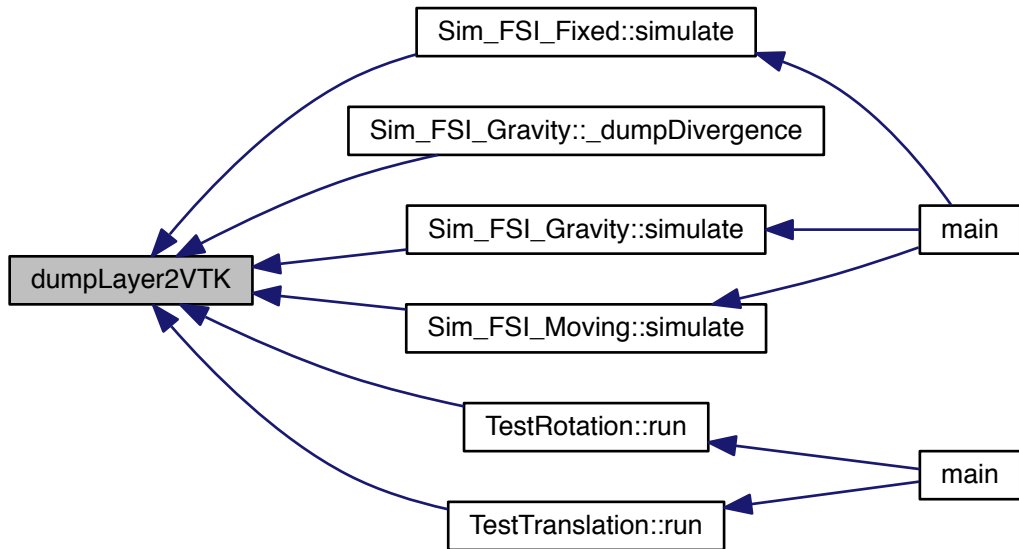 Sim_FSI_Fixed::simulate
Sim_FSI_Gravity::_dumpDivergence
Sim_FSI_Gravity::simulate
main
dumpLayer2VTK
Sim_FSI_Moving::simulate
TestRotation::run
main
TestTranslation::run